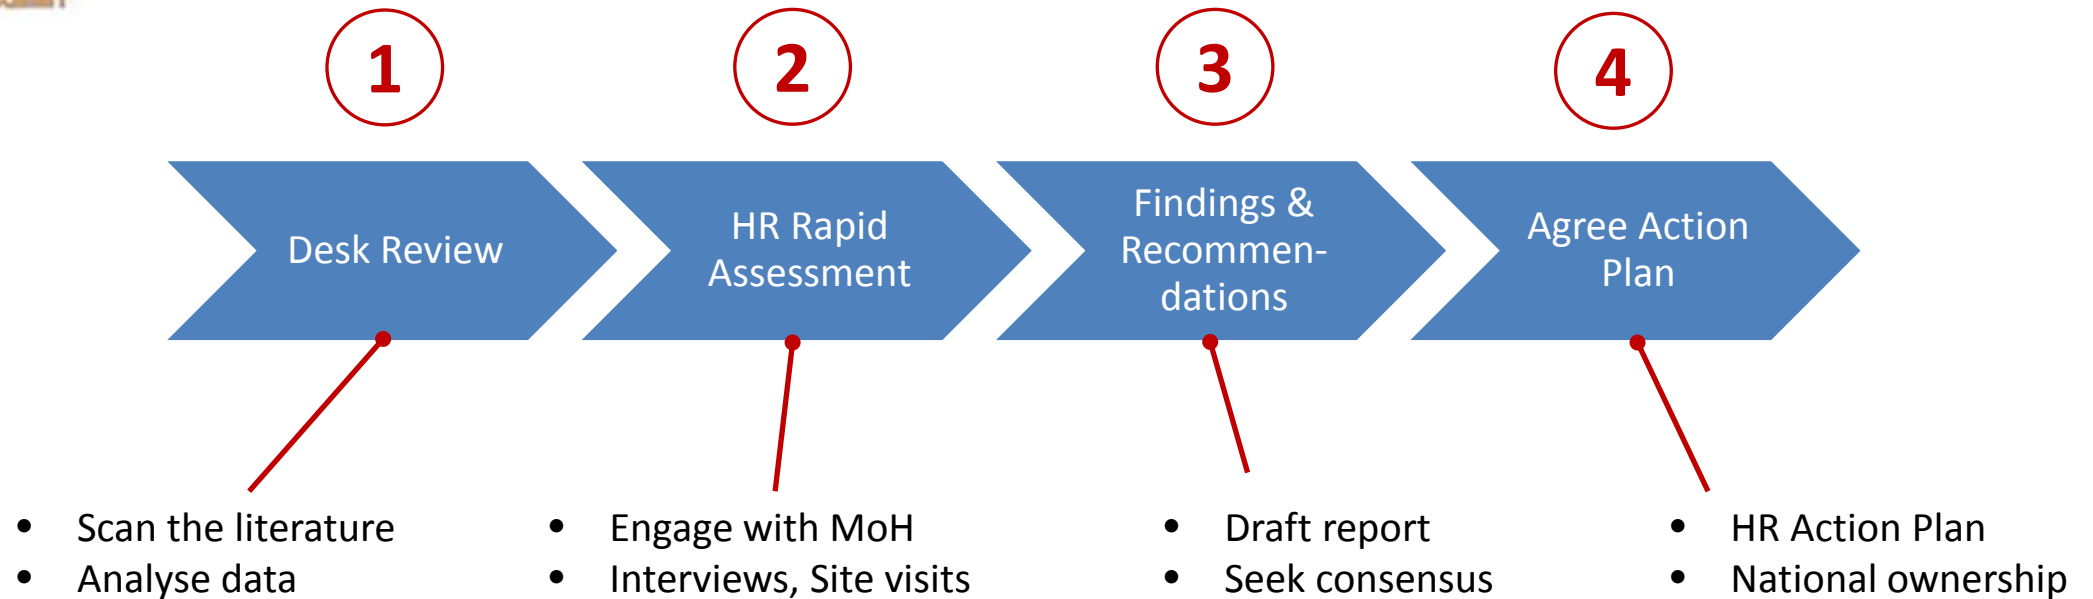 1
2
3
4
Desk Review
HR Rapid
Assessment
Findings &
Recommen-
dations
Agree Action
Plan
• Scan the literature
• Analyse data
• Engage with MoH
• Interviews, Site visits
• Draft report
• Seek consensus
• HR Action Plan
• National ownership